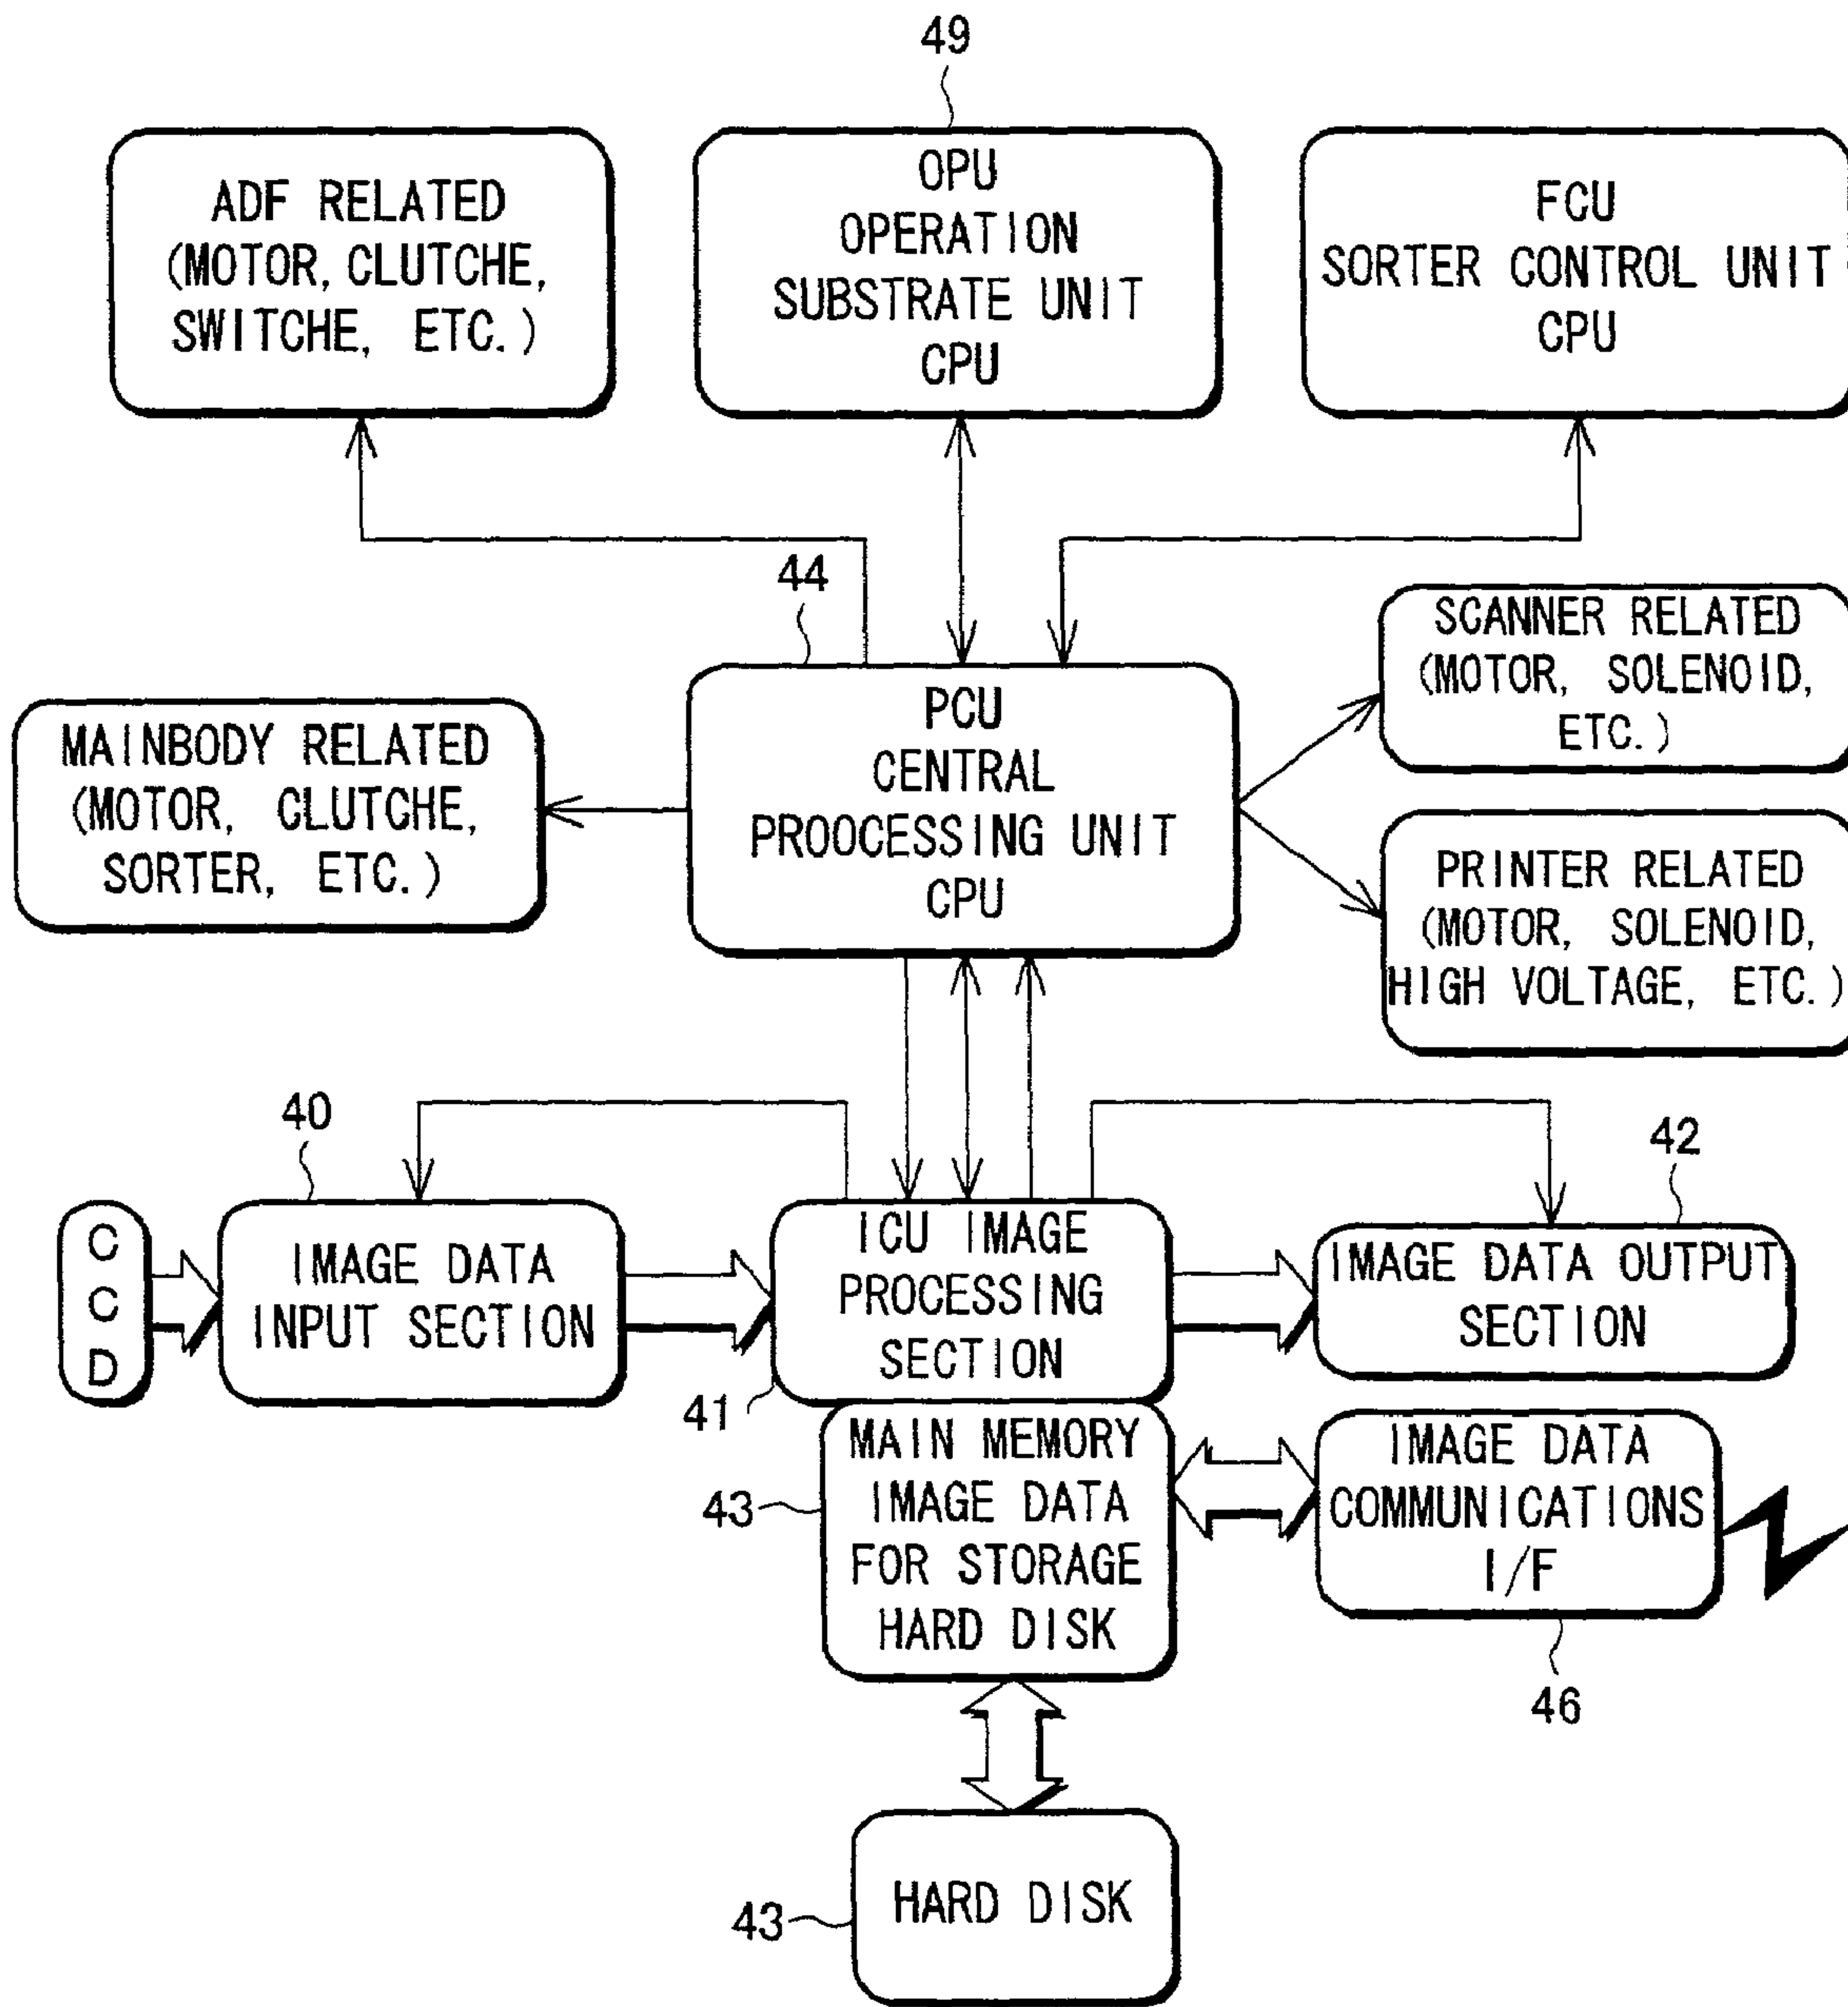 49
ADF RELATED
(MOTOR, CLUTCHE,
SWITCHE, ETC.)
OPU
OPERATION
SUBSTRATE UNIT
CPU
FCU
SORTER CONTROL UNIT
CPU
44
MAINBODY RELATED
(MOTOR, CLUTCHE,
SORTER, ETC.)
PCU
CENTRAL
PROOCESSING UNIT
CPU
SCANNER RELATED
(MOTOR, SOLENOID,
ETC.)
PRINTER RELATED
(MOTOR, SOLENOID,
HIGH VOLTAGE, ETC.)
40
42
C
C
D
IMAGE DATA
INPUT SECTION
ICU IMAGE
PROCESSING
SECTION
IMAGE DATA OUTPUT
SECTION
41
43
MAIN MEMORY
IMAGE DATA
FOR STORAGE
HARD DISK
IMAGE DATA
COMMUNICATIONS
I/F
46
43
HARD DISK